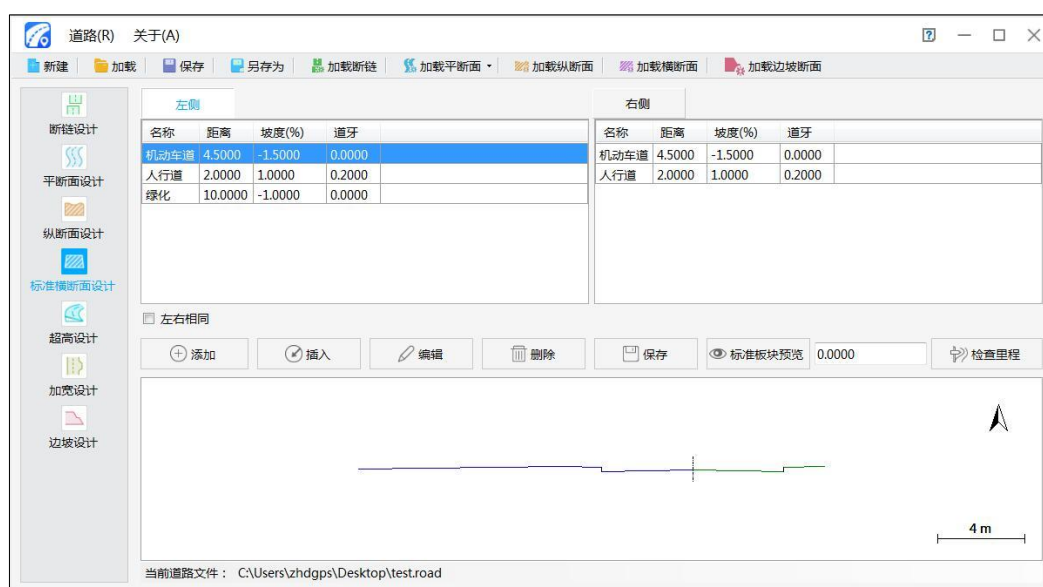 道路(R) 关于(A)
新建 加载 保存 另存为 加载断链 加载平断面 加载纵断面 加载横断面 加载边坡断面
断链设计
平断面设计
纵断面设计
标准横断面设计
超高设计
加宽设计
边坡设计
左侧
名称 距离 坡度(%) 道牙
机动车道 4.5000 -1.5000 0.0000
人行道 2.0000 1.0000 0.2000
绿化 10.0000 -1.0000 0.0000
右侧
名称 距离 坡度(%) 道牙
机动车道 4.5000 -1.5000 0.0000
人行道 2.0000 1.0000 0.2000
左右相同
添加 插入 编辑 删除 保存 标准板块预览 0.0000 检查里程
4 m
当前道路文件： C:\Users\zhdgps\Desktop\test.road